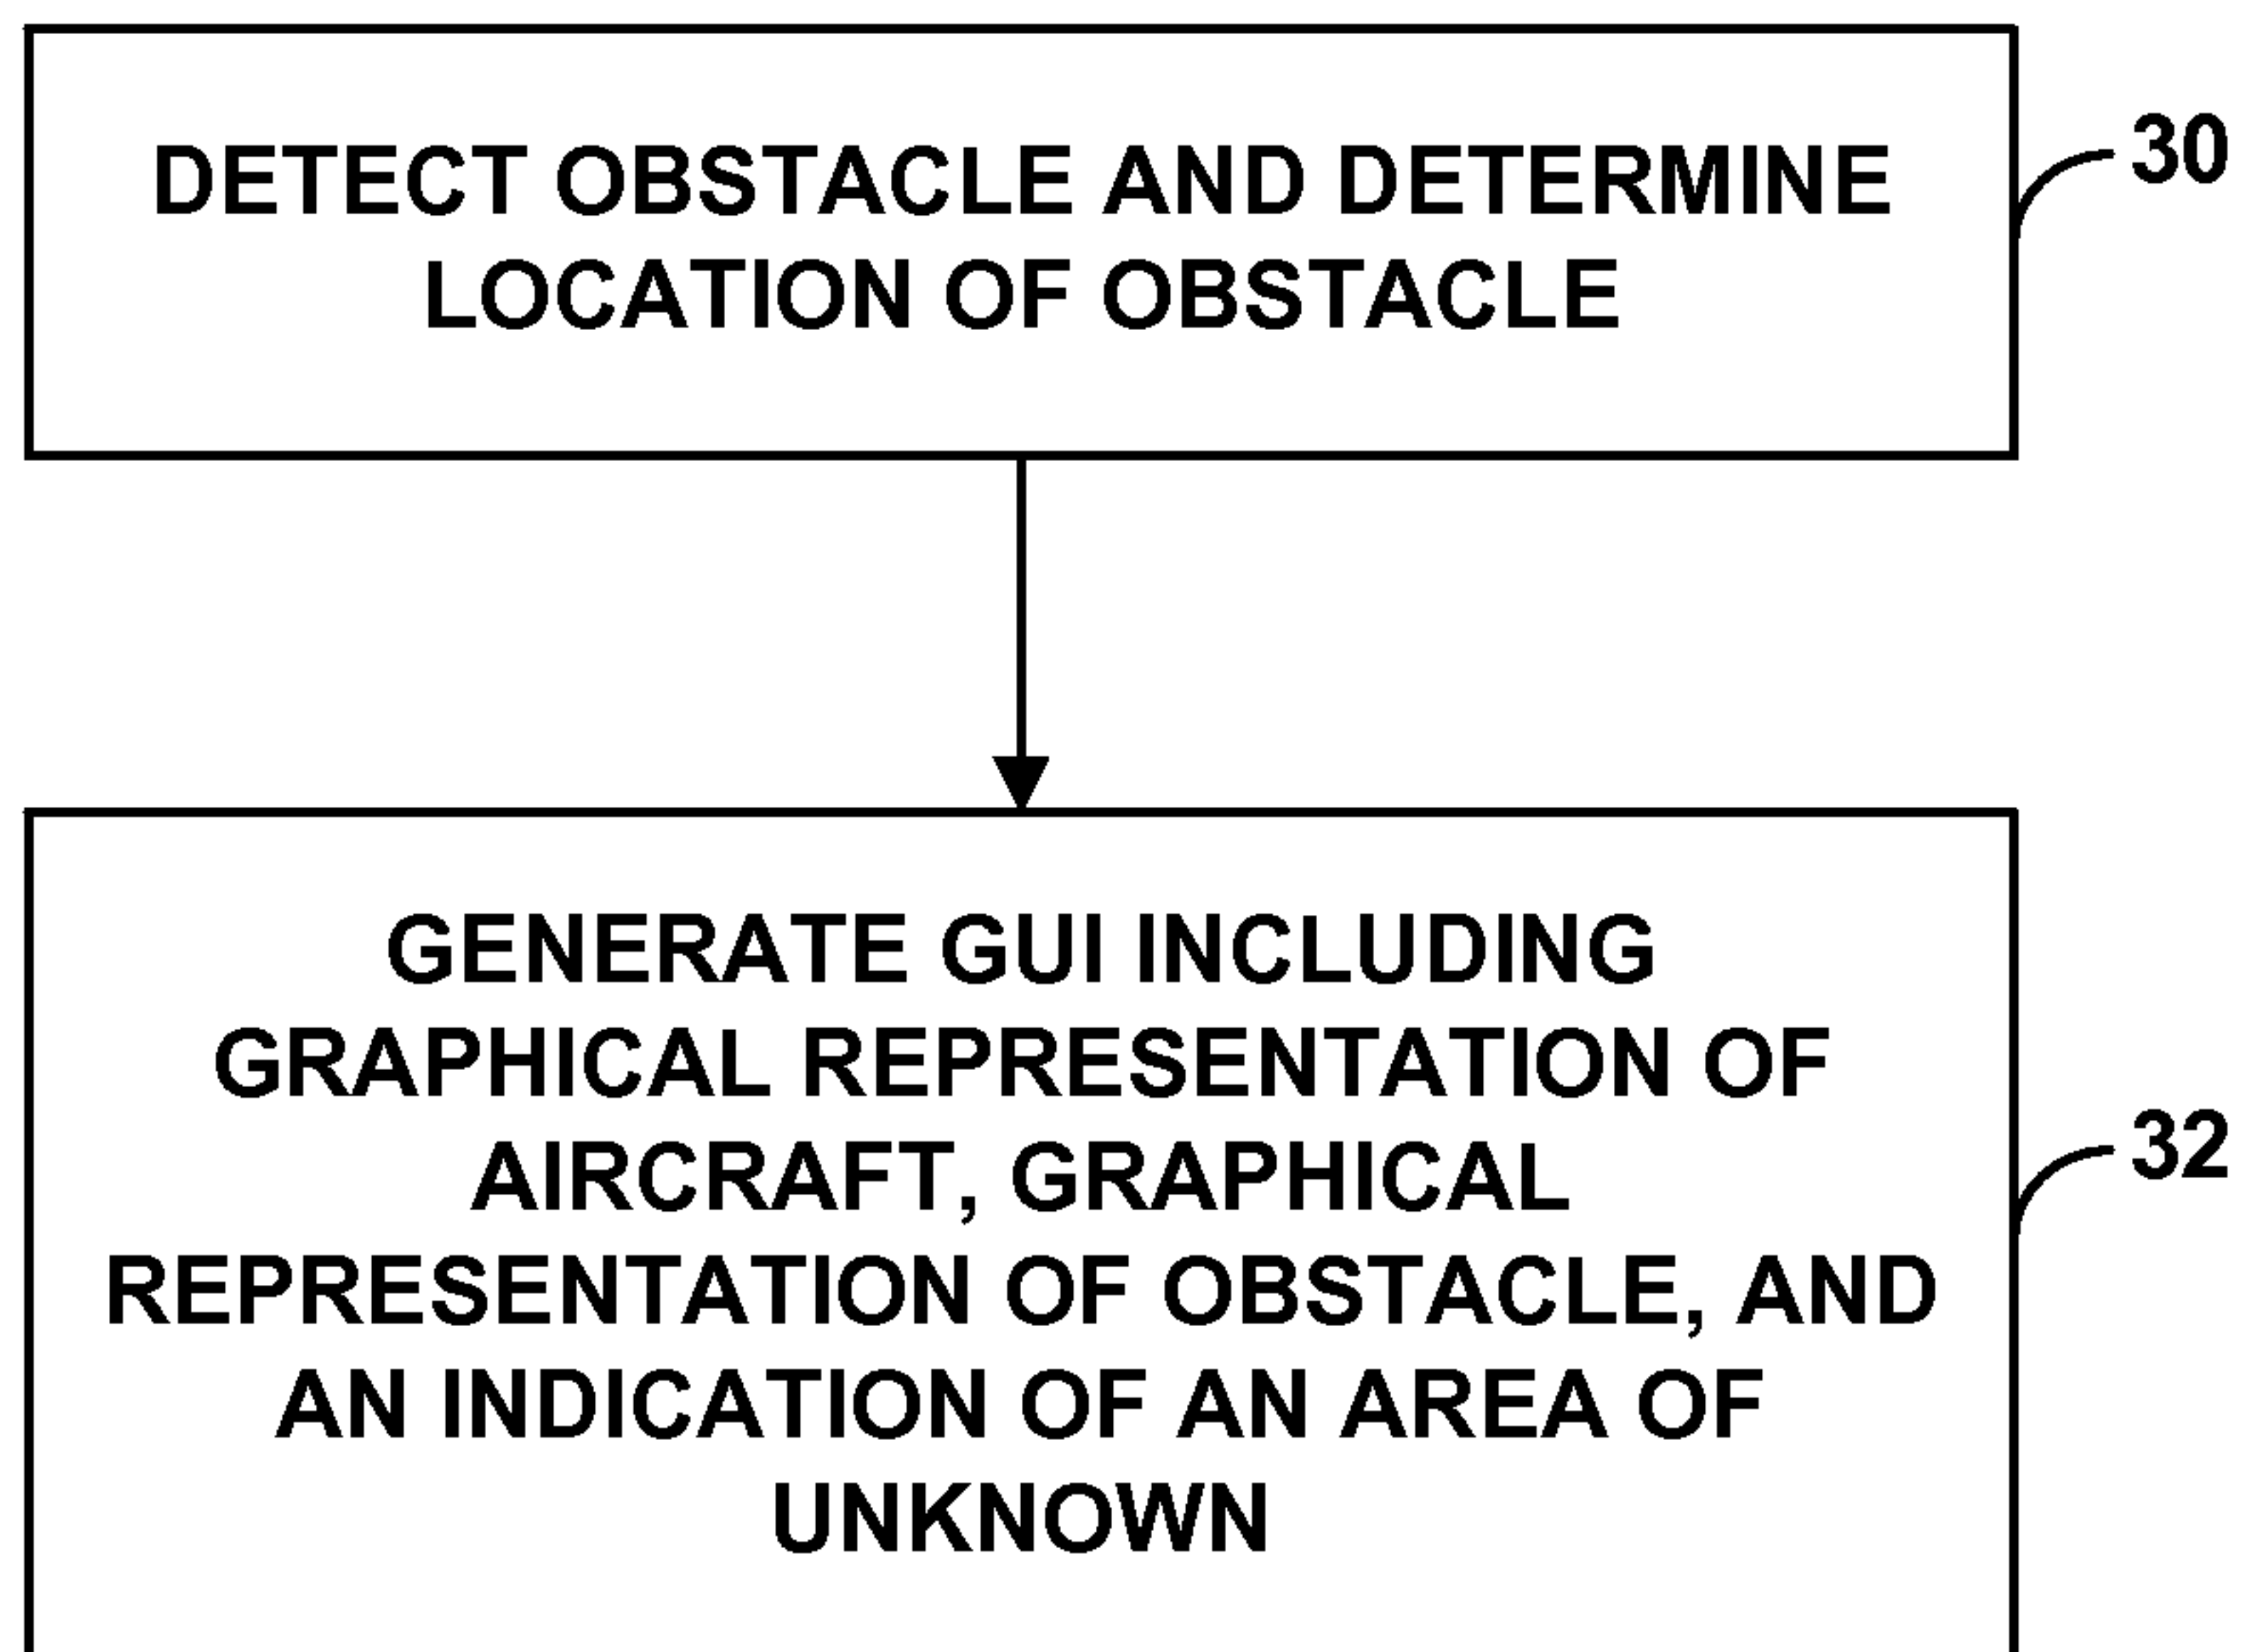 DETECT OBSTACLE AND DETERMINE
LOCATION OF OBSTACLE
30
GENERATE GUI INCLUDING
GRAPHICAL REPRESENTATION OF
AIRCRAFT, GRAPHICAL
REPRESENTATION OF OBSTACLE, AND
AN INDICATION OF AN AREA OF
UNKNOWN
32